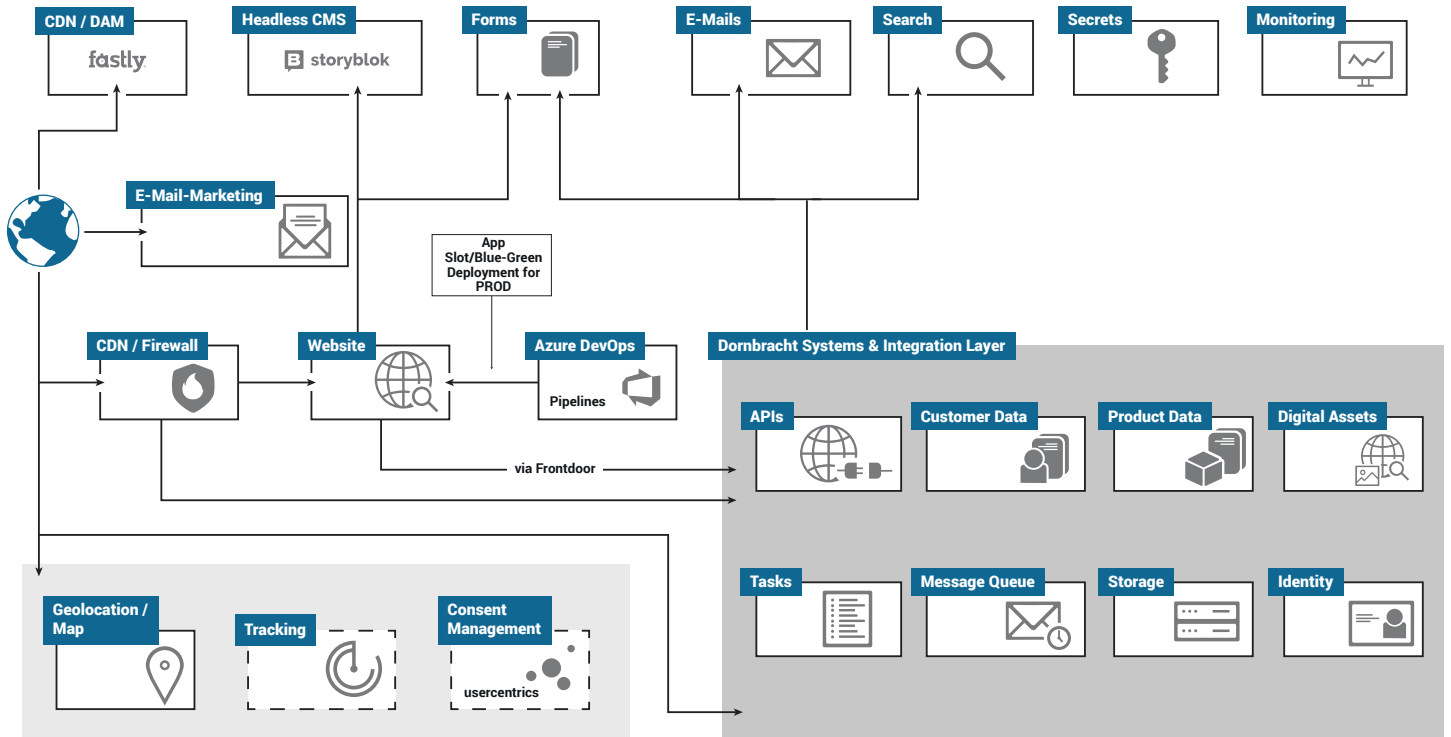 CDN / DAM
fastly
Headless CMS
storyblok
Forms
E-Mails
Search
Secrets
Monitoring
E-Mail-Marketing
App
Slot/Blue-Green
Deployment for
PROD
CDN / Firewall
Website
Azure DevOps
Pipelines
Dornbracht Systems & Integration Layer
APIs
Customer Data
Product Data
Digital Assets
via Frontdoor
Tasks
Message Queue
Storage
Identity
Geolocation /
Map
Tracking
Consent
Management
usercentrics